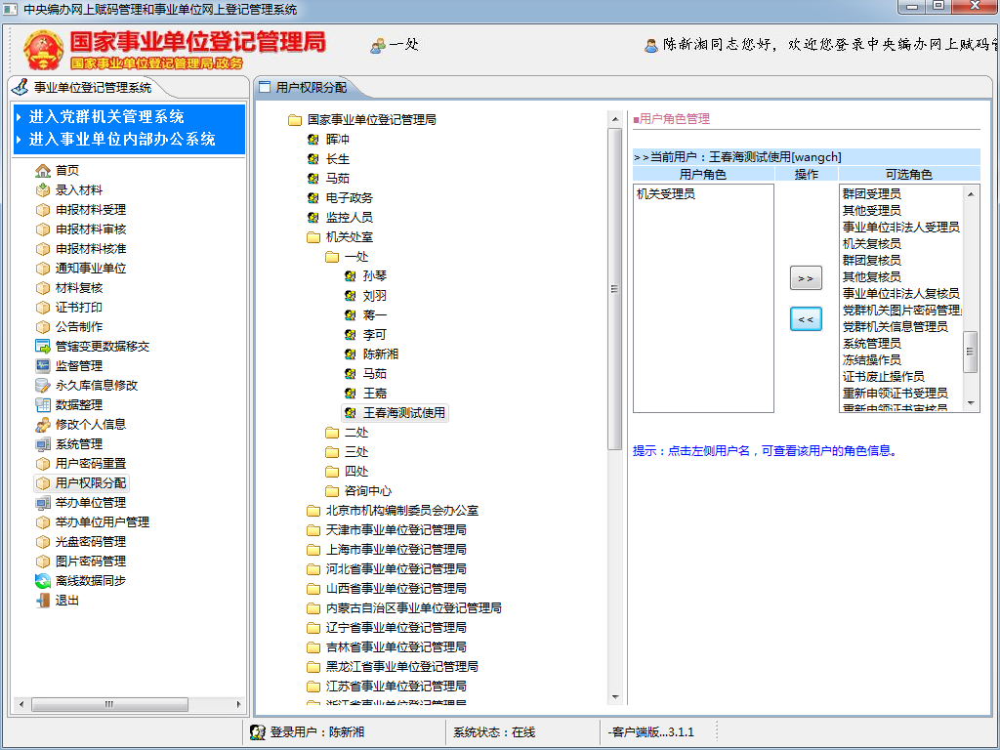 中央编办网上赋码管理和事业单位网上登记管理系统
国家事业单位登记管理局
国家事业单位登记管理局·政务
一处
陈新湘同志您好，欢迎您登录中央编办网上赋码
事业单位登记管理系统
进入党群机关管理系统
进入事业单位内部办公系统
首页
录入材料
申报材料受理
申报材料审核
申报材料核准
通知事业单位
材料复核
证书打印
公告制作
管辖变更数据移交
监督管理
永久库信息修改
数据整理
修改个人信息
系统管理
用户密码重置
用户权限分配
举办单位管理
举办单位用户管理
光盘密码管理
图片密码管理
离线数据同步
退出
用户权限分配
国家事业单位登记管理局
晖冲
长生
马茹
电子政务
监控人员
机关处室
一处
孙琴
刘羽
蒋一
李可
陈新湘
马茹
王嘉
王春海测试使用
二处
三处
四处
咨询中心
北京市机构编制委员会办公室
天津市事业单位登记管理局
上海市事业单位登记管理局
河北省事业单位登记管理局
山西省事业单位登记管理局
内蒙古自治区事业单位登记管理局
辽宁省事业单位登记管理局
吉林省事业单位登记管理局
黑龙江省事业单位登记管理局
江苏省事业单位登记管理局
浙江省事业单位登记管理局
■用户角色管理
>>当前用户：王春海测试使用[wangch]
用户角色 操作 可选角色
机关受理员
>>
<<
群团受理员
其他受理员
事业单位非法人受理员
机关复核员
群团复核员
其他复核员
事业单位非法人复核员
党群机关图片密码管理
党群机关信息管理员
系统管理员
冻结操作员
证书废止操作员
重新申领证书受理员
重新申领证书审核员
提示：点击左侧用户名，可查看该用户的角色信息。
登录用户：陈新湘
系统状态：在线
-客户端版...3.1.1